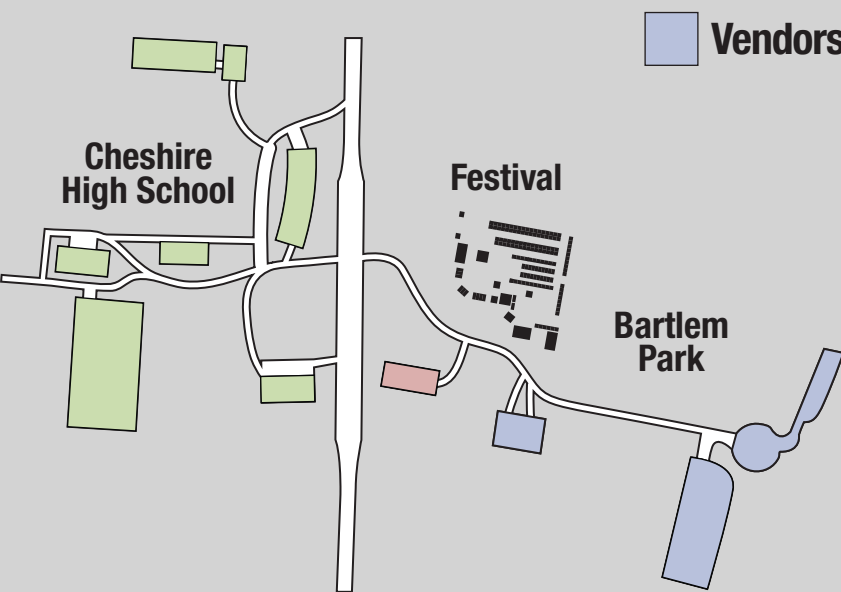 Vendors
Cheshire
High School
Festival
Bartlem
Park